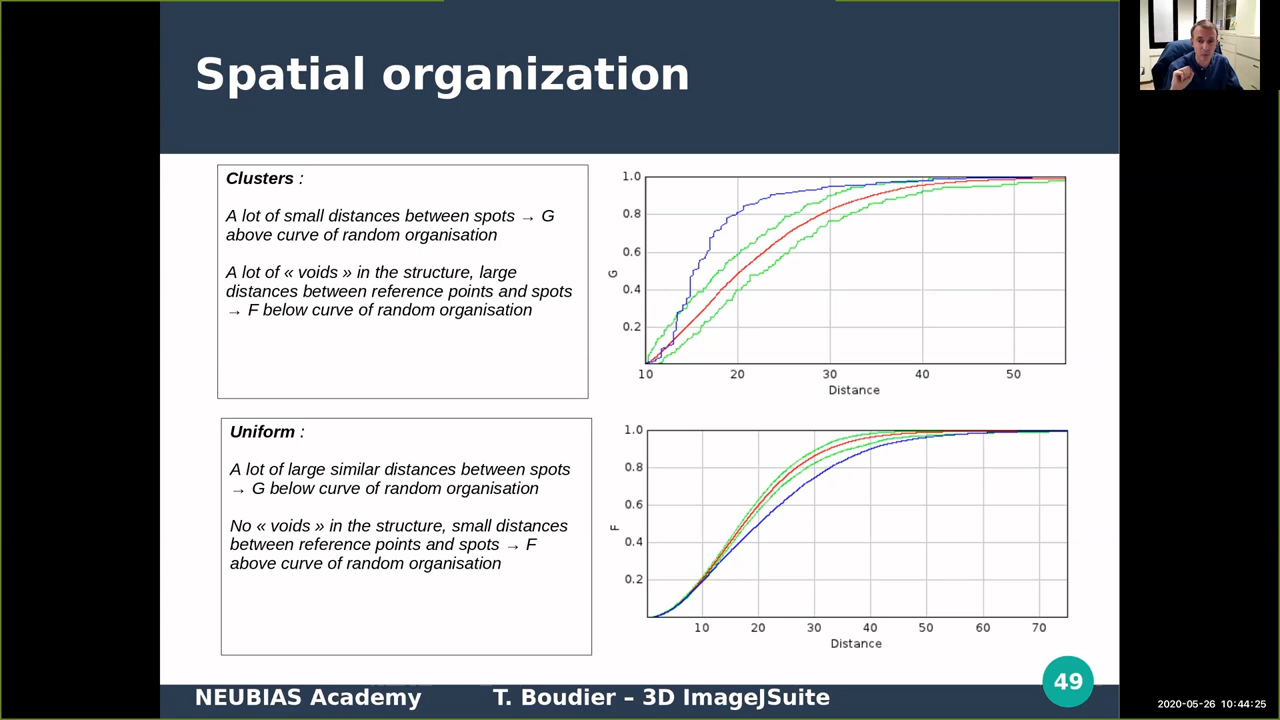 Spatial organization
Clusters :
A lot of small distances between spots → G
above curve of random organisation
A lot of « voids » in the structure, large
distances between reference points and spots
→ F below curve of random organisation
1.0
0.8
0.6
0.4
0.2
G
10 20 30 40 50
Distance
Uniform :
A lot of large similar distances between spots
→ G below curve of random organisation
No « voids » in the structure, small distances
between reference points and spots → F
above curve of random organisation
1.0
0.8
0.6
0.4
0.2
F
10 20 30 40 50 60 70
Distance
49
NEUBIAS Academy T. Boudier – 3D ImageJSuite
2020-05-26 10:44:25